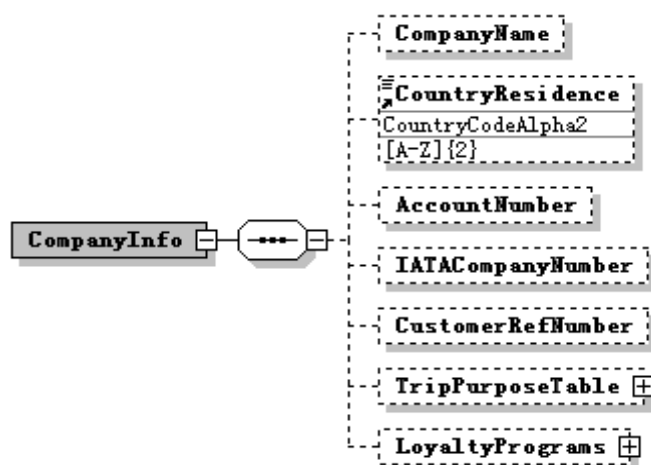 CompanyName
CountryResidence
CountryCodeAlpha2
[A-Z]{2}
AccountNumber
CompanyInfo
IATACompanyNumber
CustomerRefNumber
TripPurposeTable
LoyaltyPrograms